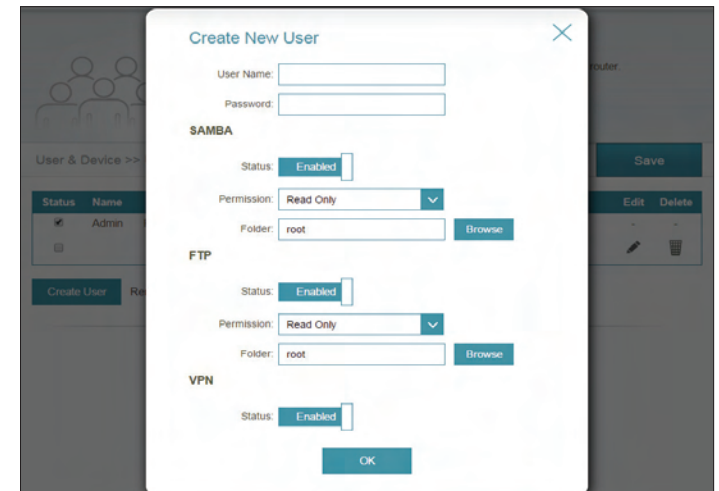 Create New User
router.
User Name:
Password:
SAMBA
User & Device >>
Save
Status: Enabled
Status Name Edit Delete
Permission: Read Only
Admin - -
Folder: root Browse
FTP
Create User
Status: Enabled
Permission: Read Only
Folder: root Browse
VPN
Status: Enabled
OK